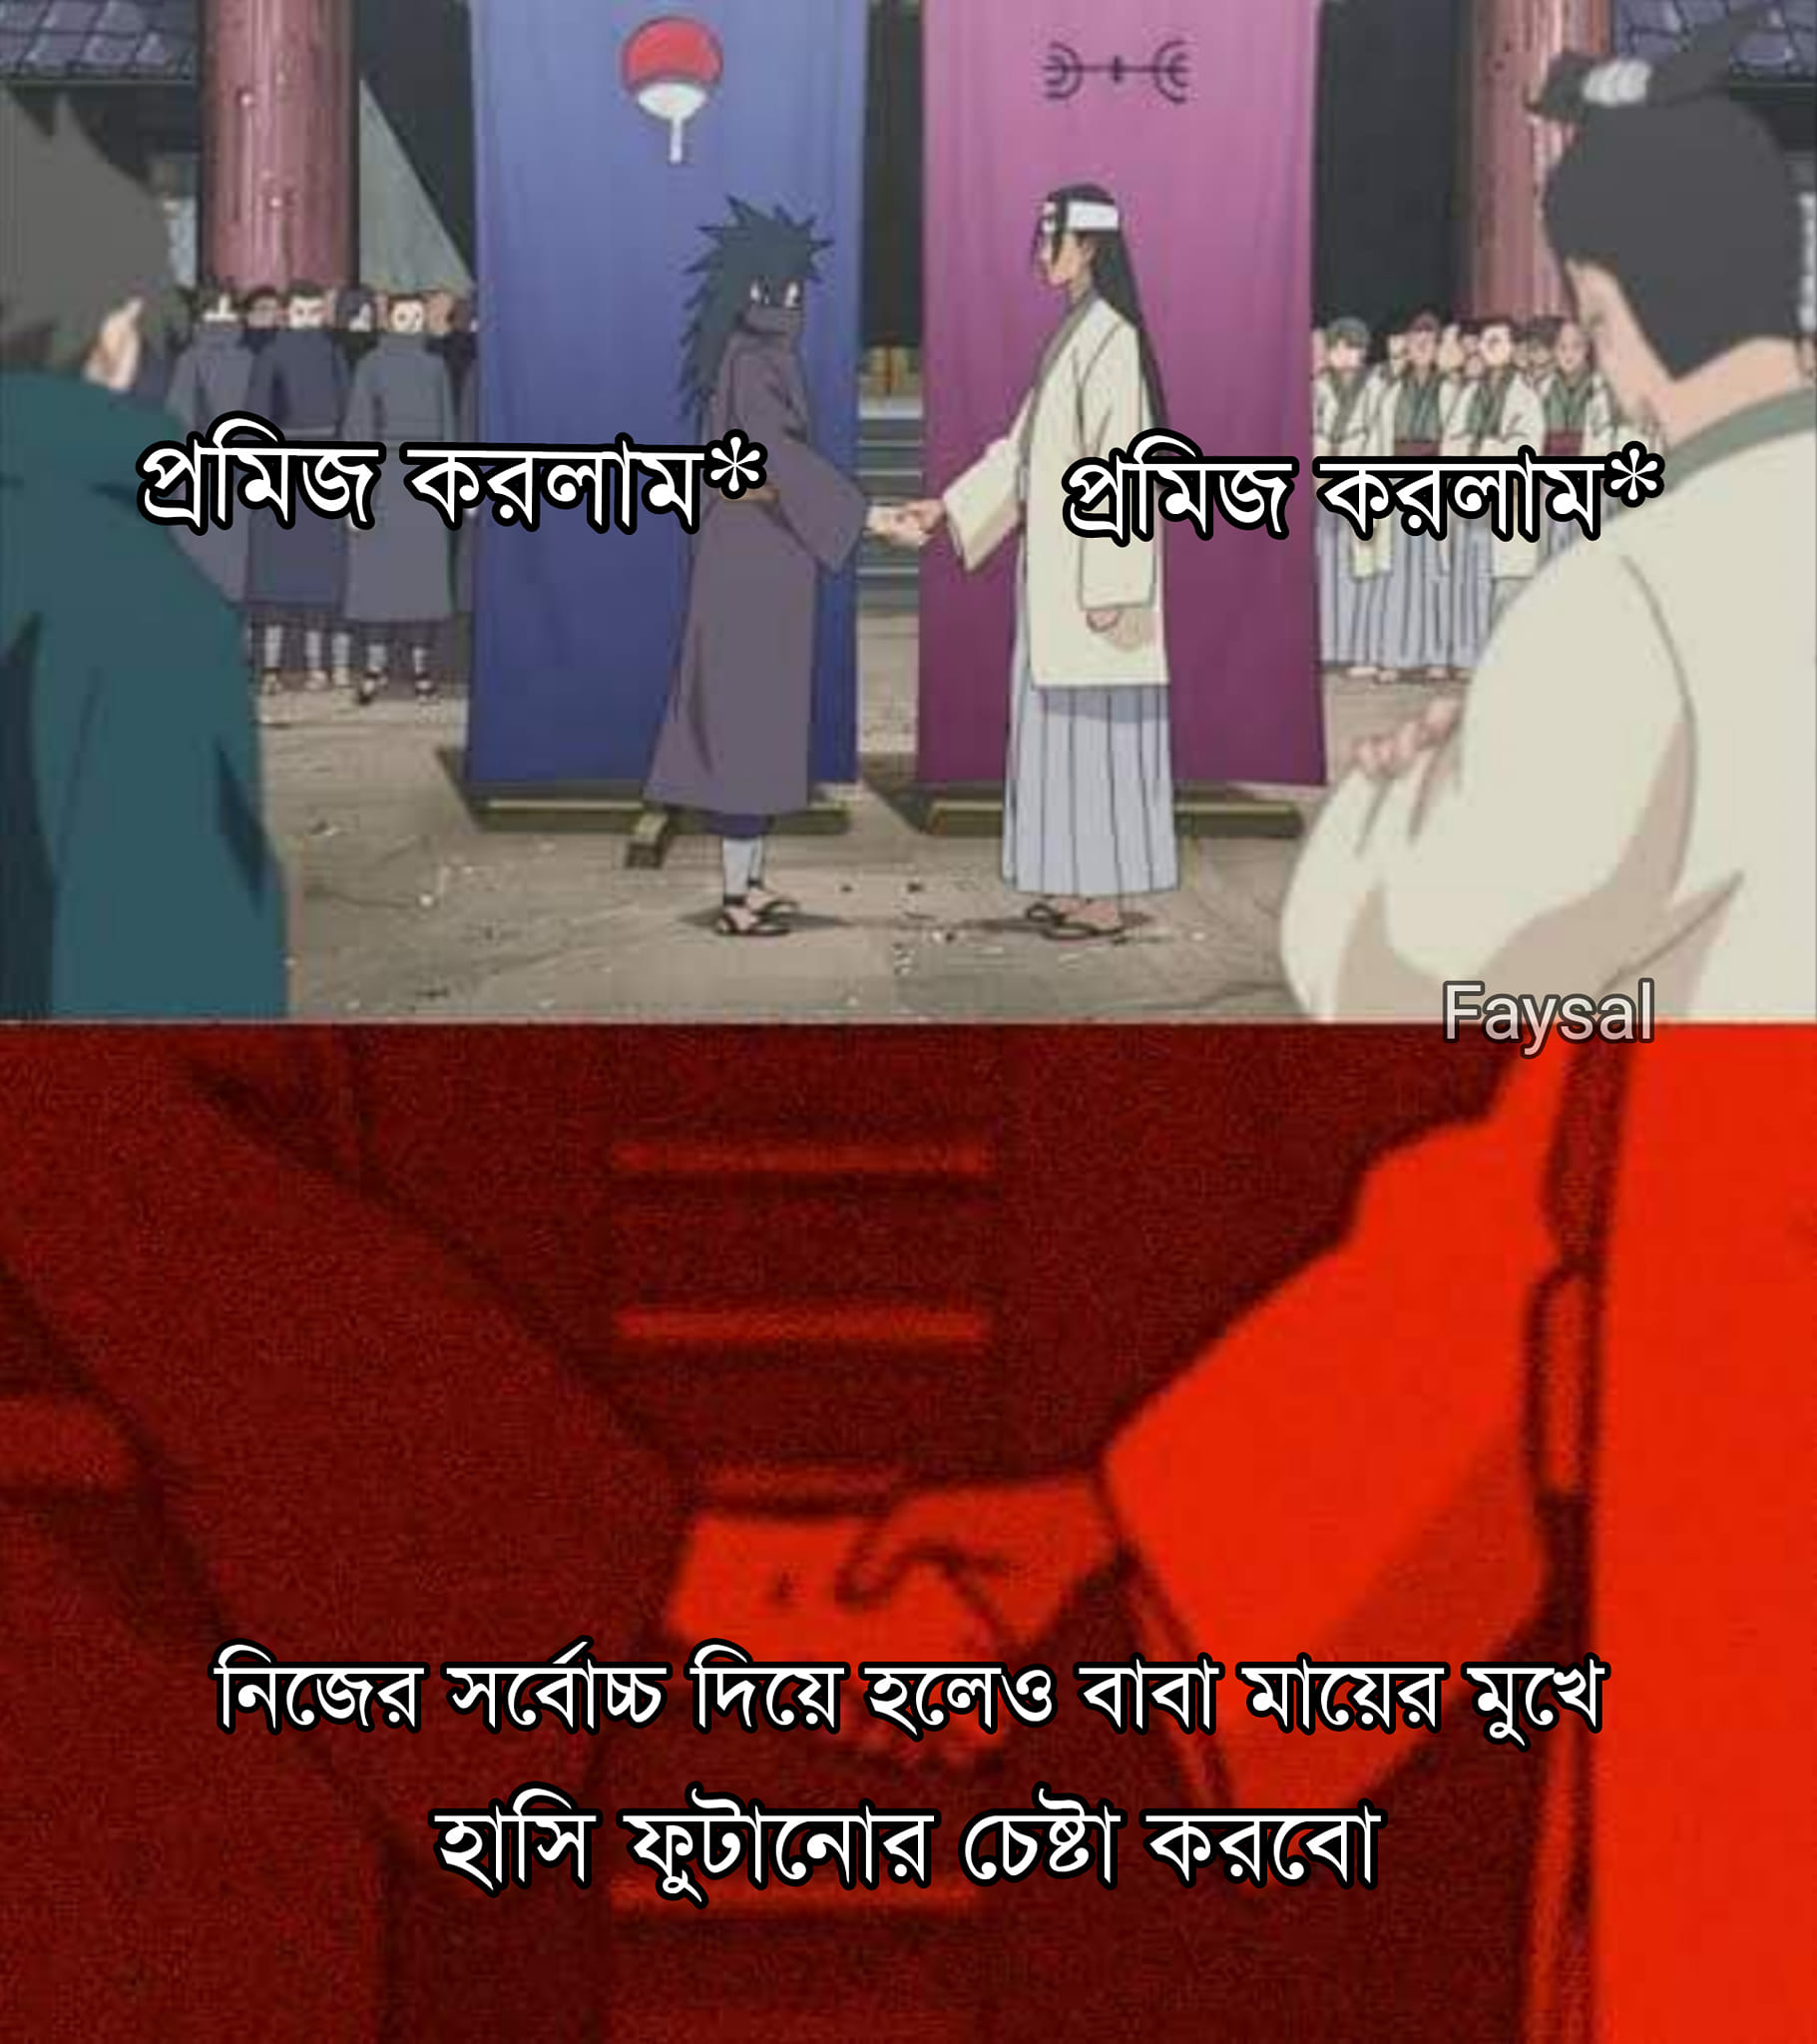 প্রমিজ করলাম*
প্রমিজ করলাম*
Faysal
নিজের সর্বোচ্চ দিয়ে হলেও বাবা মায়ের মুখে
হাসি ফুটানোর চেষ্টা করবো